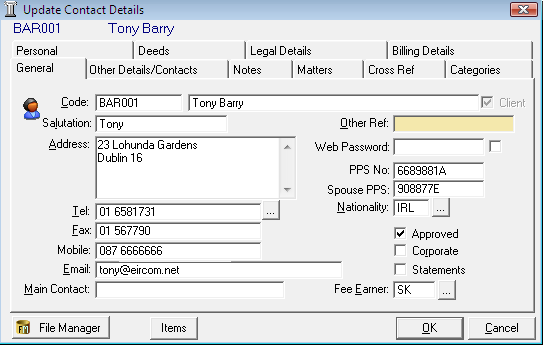 Update Contact Details
BAR001 Tony Barry
Personal Deeds Legal Details Billing Details
General Other Details/Contacts Notes Matters Cross Ref Categories
Code: BAR001 Tony Barry Client
Salutation: Tony Other Ref:
Address: 23 Lohunda Gardens Web Password:
Dublin 16
PPS No: 6689881A
Spouse PPS: 908877E
Tel: 01 6581731 ... Nationality: IRL ...
Fax: 01 567790 Approved
Mobile: 087 6666666 Corporate
Email: tony@eircom.net Statements
Main Contact: Fee Earner: SK ...
FM File Manager Items OK Cancel